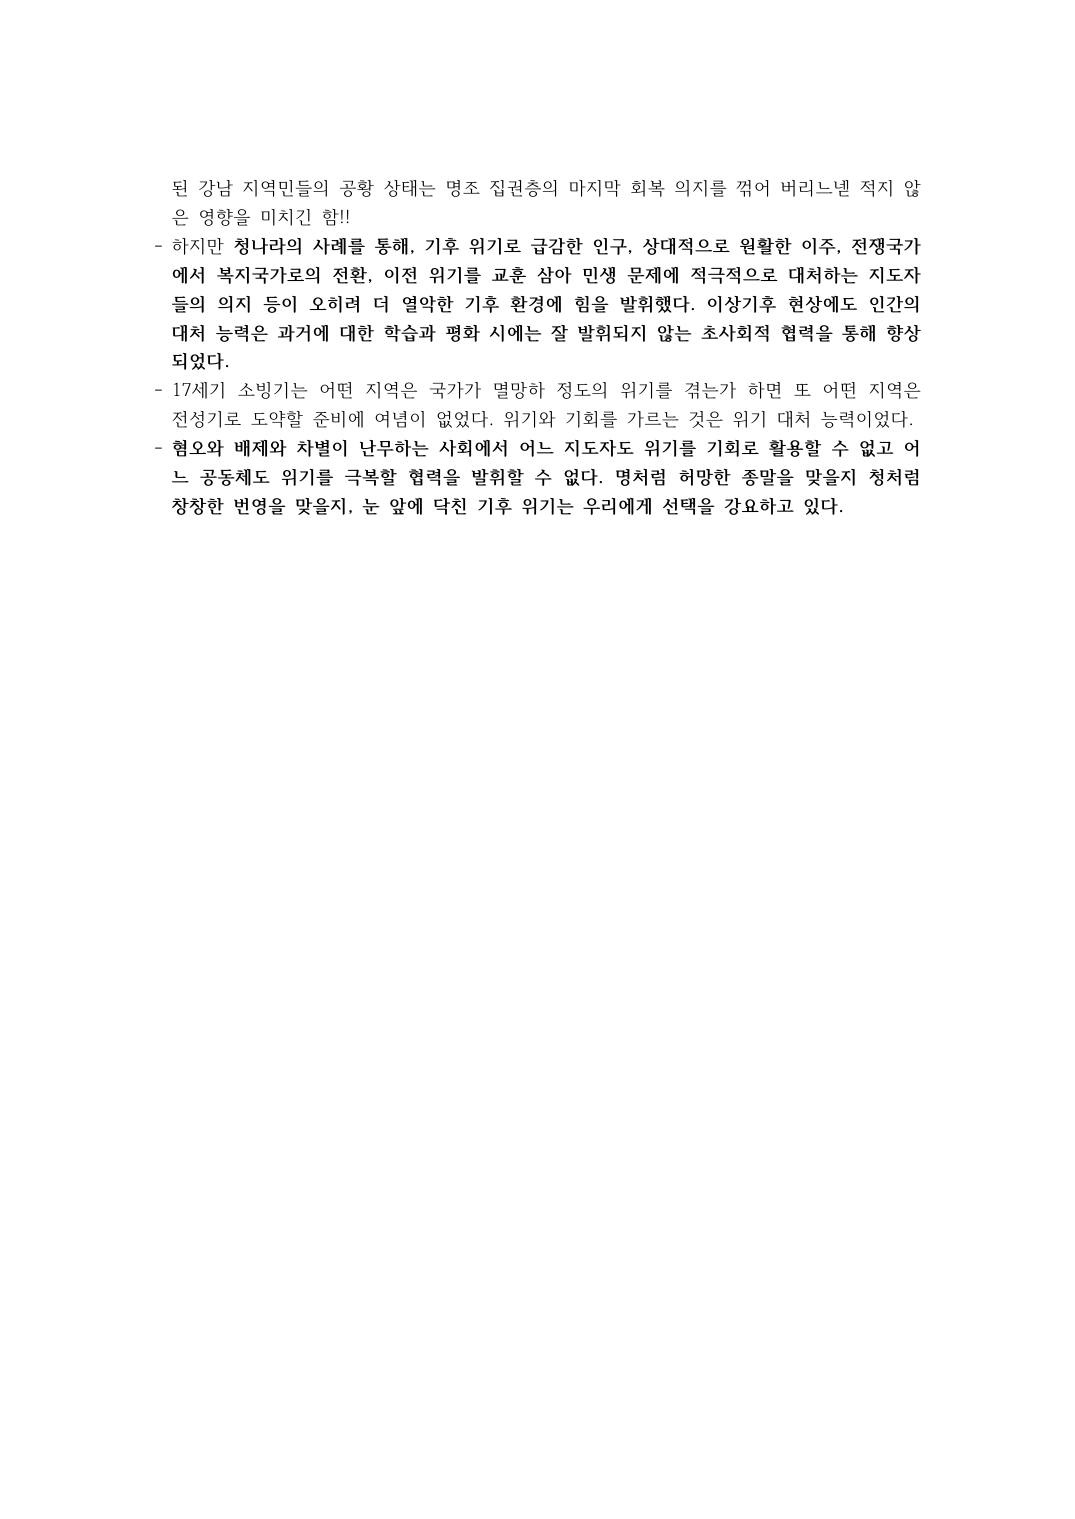 된 강남 지역민들의 공황 상태는 명조 집권층의 마지막 회복 의지를 꺾어 버리느넫 적지 않
은 영향을 미치긴 함!!
- 하지만 청나라의 사례를 통해, 기후 위기로 급감한 인구, 상대적으로 원활한 이주, 전쟁국가
에서 복지국가로의 전환, 이전 위기를 교훈 삼아 민생 문제에 적극적으로 대처하는 지도자
들의 의지 등이 오히려 더 열악한 기후 환경에 힘을 발휘했다. 이상기후 현상에도 인간의
대처 능력은 과거에 대한 학습과 평화 시에는 잘 발휘되지 않는 초사회적 협력을 통해 향상
되었다.
- 17세기 소빙기는 어떤 지역은 국가가 멸망하 정도의 위기를 겪는가 하면 또 어떤 지역은
전성기로 도약할 준비에 여념이 없었다. 위기와 기회를 가르는 것은 위기 대처 능력이었다.
- 혐오와 배제와 차별이 난무하는 사회에서 어느 지도자도 위기를 기회로 활용할 수 없고 어
느 공동체도 위기를 극복할 협력을 발휘할 수 없다. 명처럼 허망한 종말을 맞을지 청처럼
창창한 번영을 맞을지, 눈 앞에 닥친 기후 위기는 우리에게 선택을 강요하고 있다.